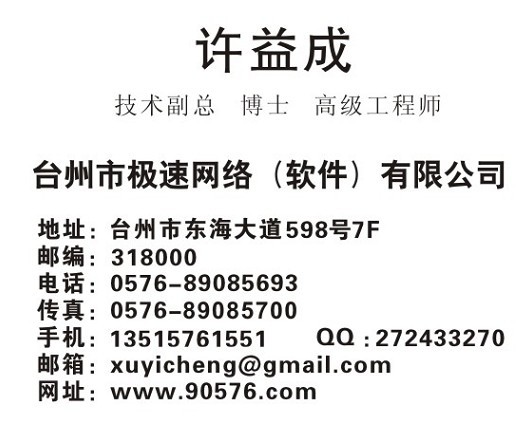 许益成
技术副总 博士 高级工程师
台州市极速网络（软件）有限公司
地址：台州市东海大道598号7F
邮编：318000
电话：0576-89085693
传真：0576-89085700
手机：13515761551 QQ :272433270
邮箱：xuyicheng@gmail.com
网址：www.90576.com